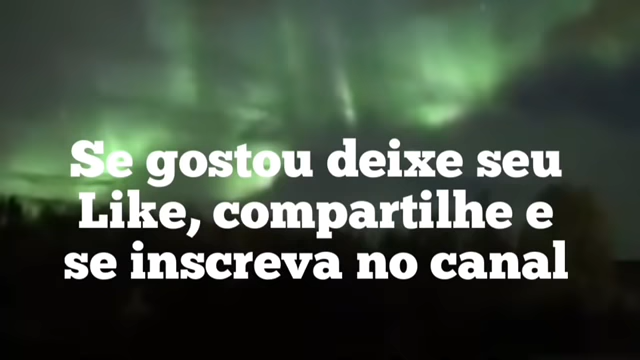 Se gostou deixe seu
Like, compartilhe e
se inscreva no canal